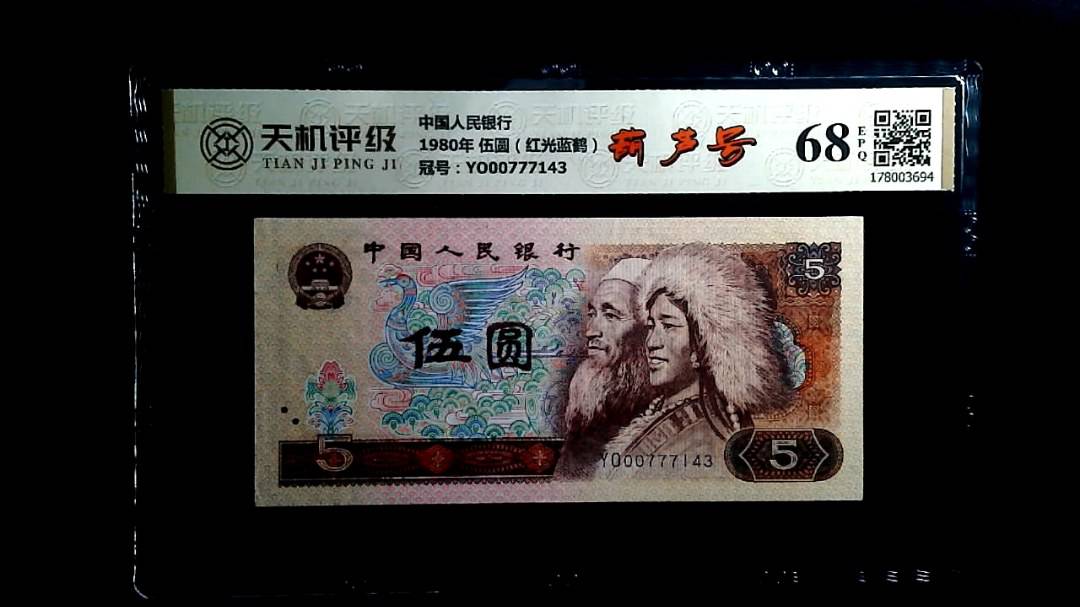 天机评级
TIAN JI PING JI
中国人民银行
1980年 伍圆（红光蓝鹤）
冠号：YO00777143
葫芦号
68
EPQ
178003694
中国人民银行
5
伍圆
5
YO00777143
5